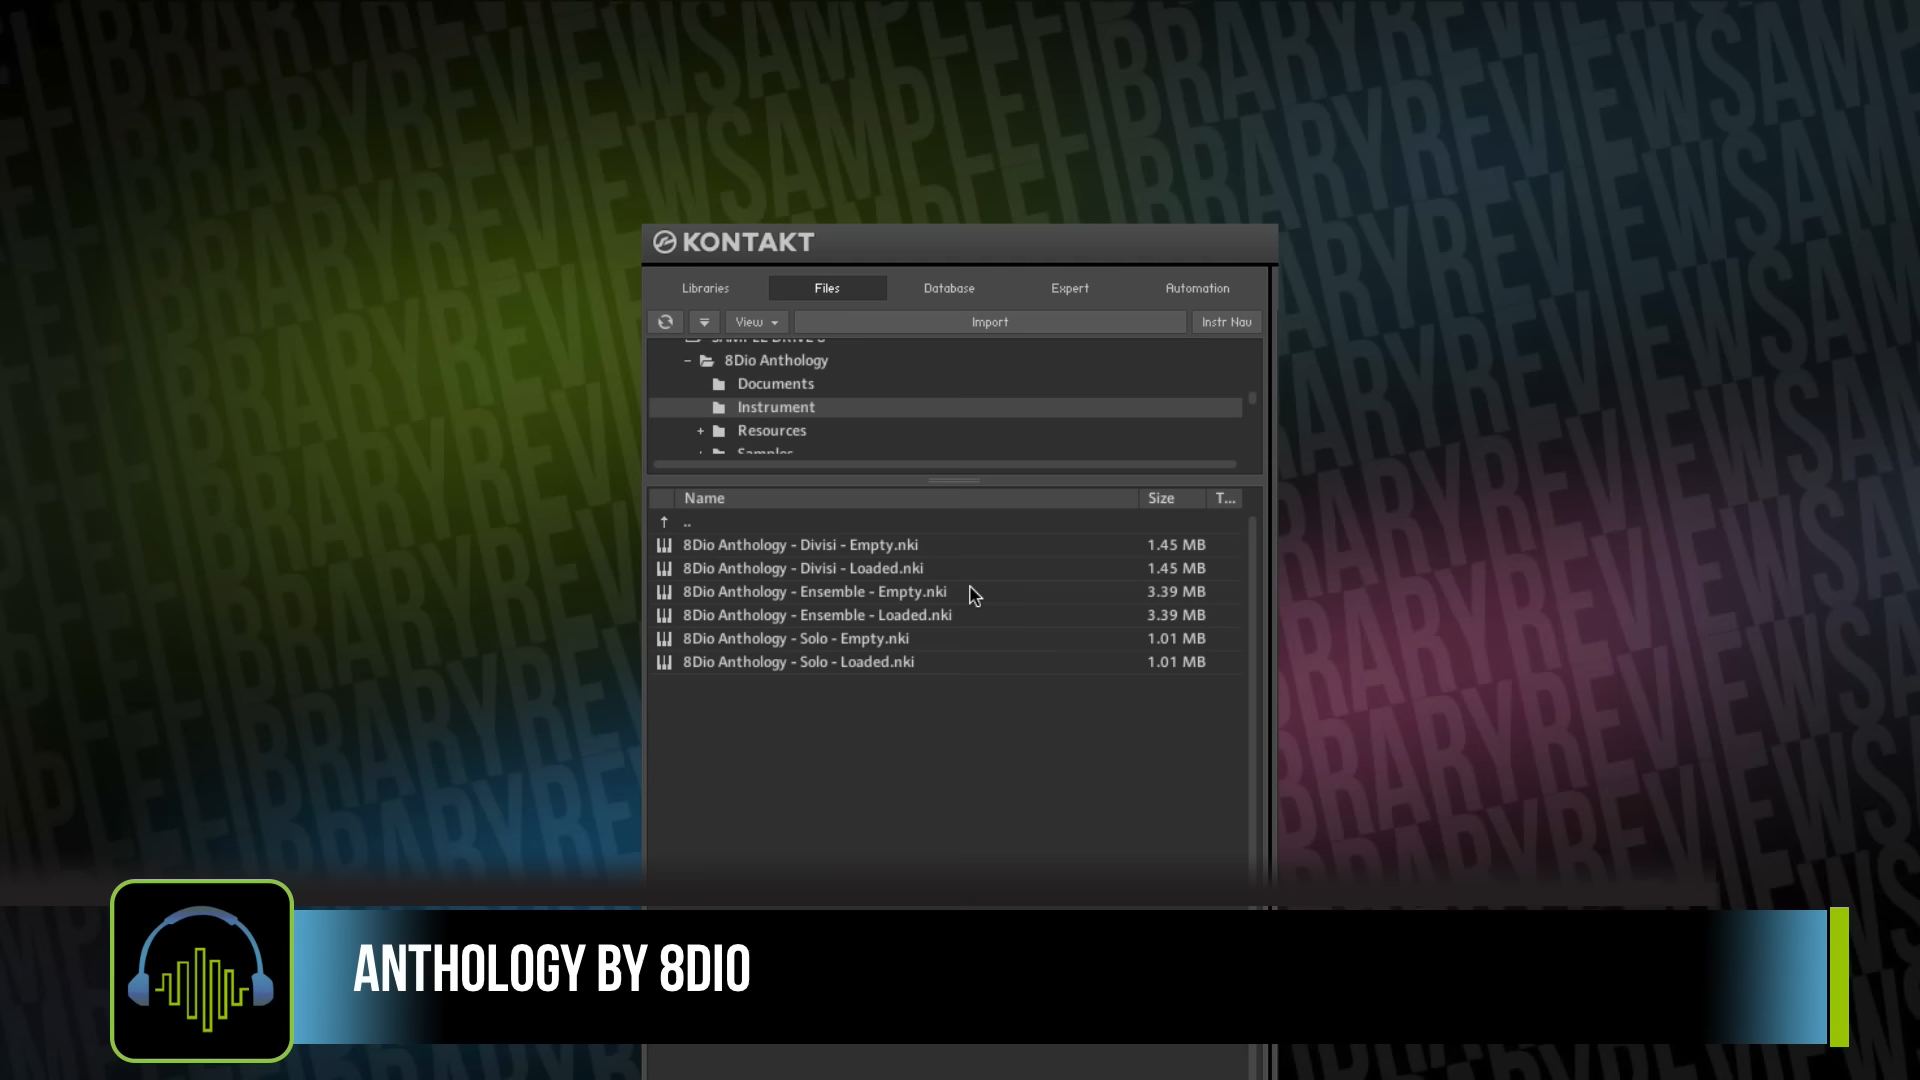 KONTAKT
Libraries Files Database Expert Automation
View Import Instr Nav
SAMPLE DRIVE
8Dio Anthology
Documents
Instrument
Resources
Samples
Name Size T...
..
8Dio Anthology - Divisi - Empty.nki 1.45 MB
8Dio Anthology - Divisi - Loaded.nki 1.45 MB
8Dio Anthology - Ensemble - Empty.nki 3.39 MB
8Dio Anthology - Ensemble - Loaded.nki 3.39 MB
8Dio Anthology - Solo - Empty.nki 1.01 MB
8Dio Anthology - Solo - Loaded.nki 1.01 MB
ANTHOLOGY BY 8DIO